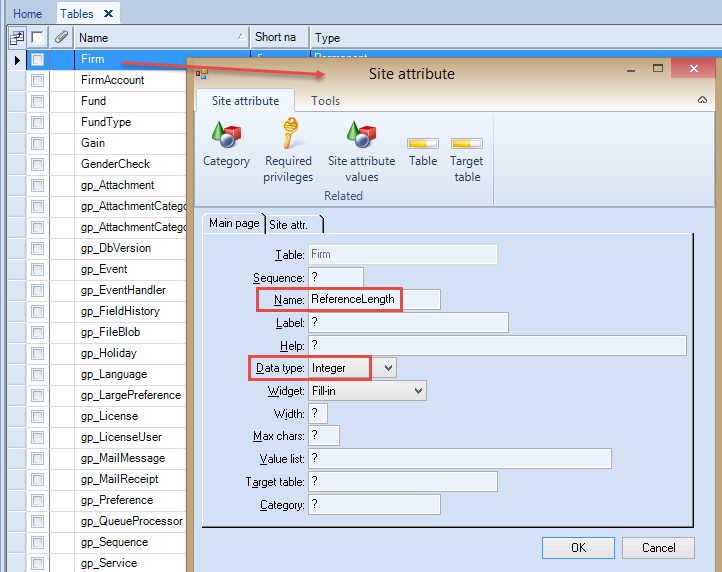 Home Tables
Name Short na Type
Firm
FirmAccount
Fund
FundType
Gain
GenderCheck
gp_Attachment
gp_AttachmentCatego
gp_AttachmentCatego
gp_DbVersion
gp_Event
gp_EventHandler
gp_FieldHistory
gp_FileBlob
gp_Holiday
gp_Language
gp_LargePreference
gp_License
gp_LicenseUser
gp_MailMessage
gp_MailReceipt
gp_Preference
gp_QueueProcessor
gp_Sequence
gp_Service
Site attribute
Site attribute Tools
Category Required privileges Site attribute values Table Target table
Related
Main page Site attr.
Table: Firm
Sequence: ?
Name: ReferenceLength
Label: ?
Help: ?
Data type: Integer
Widget: Fill-in
Width: ?
Max chars: ?
Value list: ?
Target table: ?
Category: ?
OK Cancel